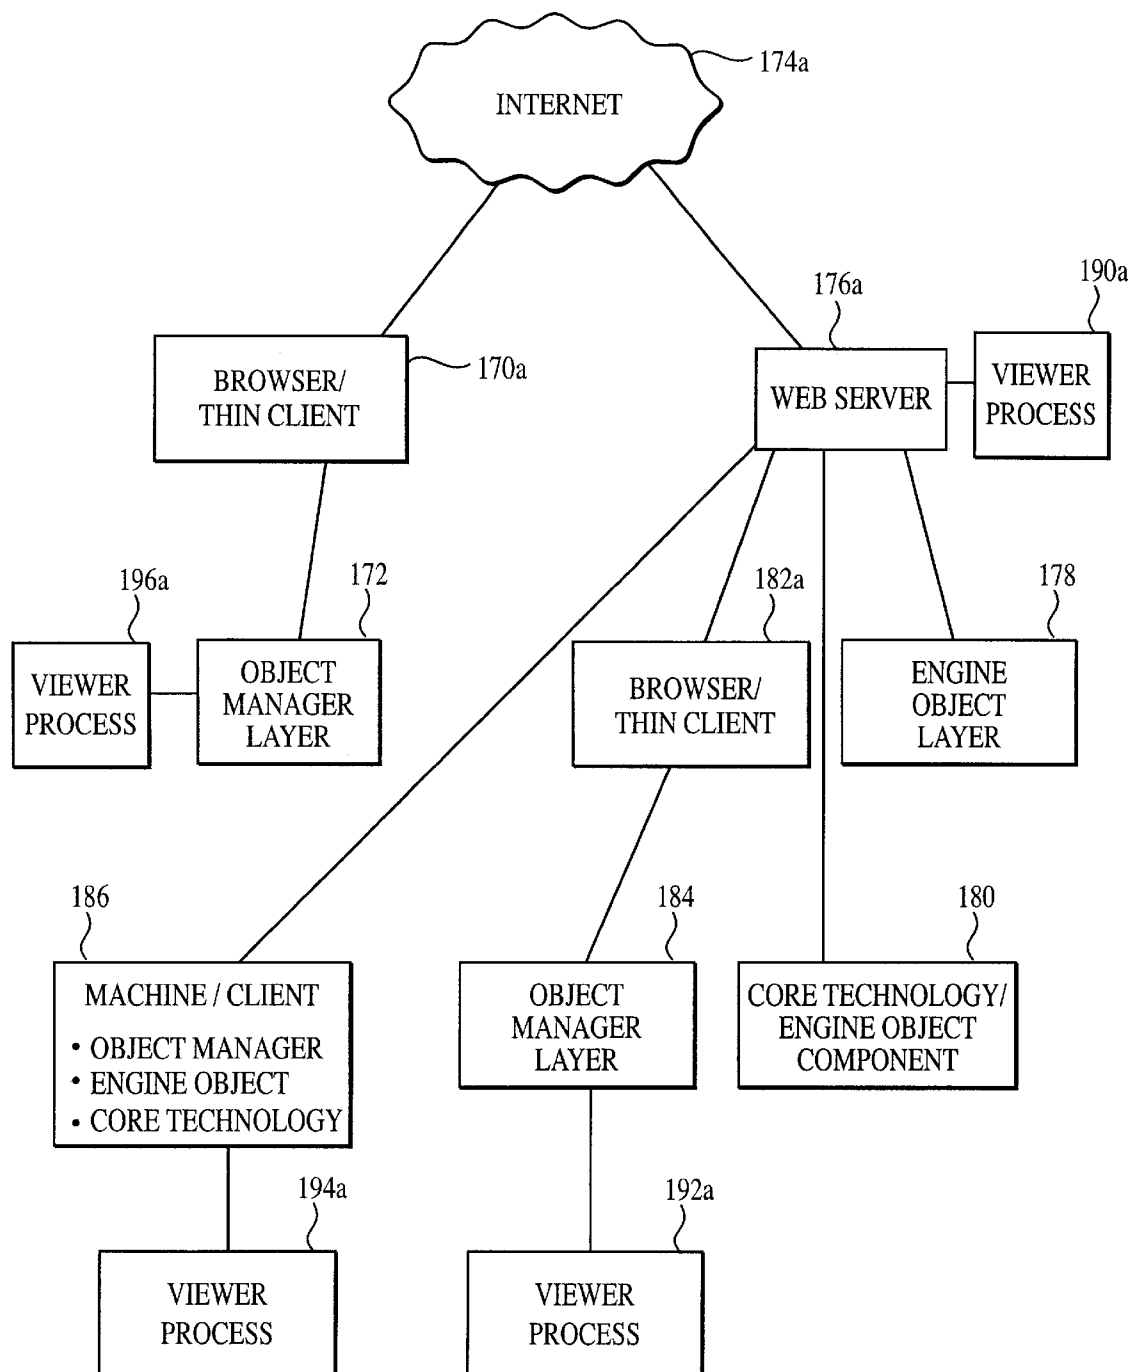 174a
INTERNET
190a
176a
BROWSER/
THIN CLIENT
170a
WEB SERVER
VIEWER
PROCESS
196a
172
182a
178
VIEWER
PROCESS
OBJECT
MANAGER
LAYER
BROWSER/
THIN CLIENT
ENGINE
OBJECT
LAYER
186
184
180
MACHINE / CLIENT
• OBJECT MANAGER
• ENGINE OBJECT
• CORE TECHNOLOGY
OBJECT
MANAGER
LAYER
CORE TECHNOLOGY/
ENGINE OBJECT
COMPONENT
194a
192a
VIEWER
PROCESS
VIEWER
PROCESS